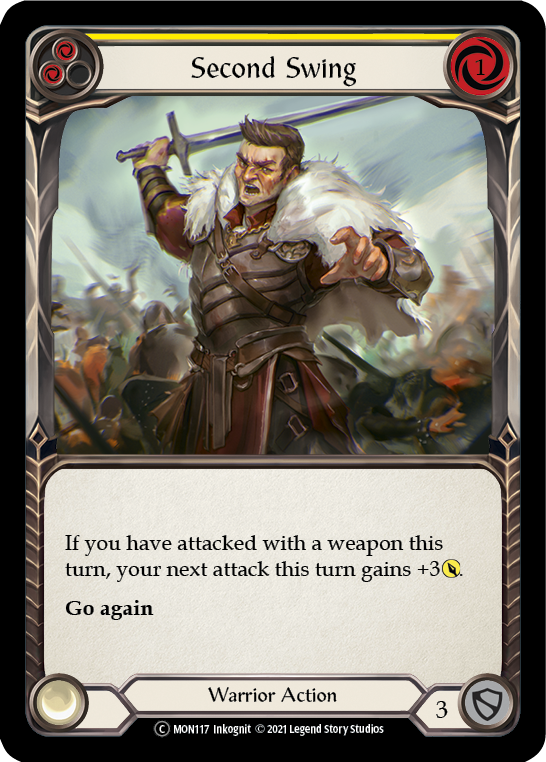 Second Swing
1
If you have attacked with a weapon this
turn, your next attack this turn gains +3.
Go again
Warrior Action
3
C MON117 Inkognit © 2021 Legend Story Studios